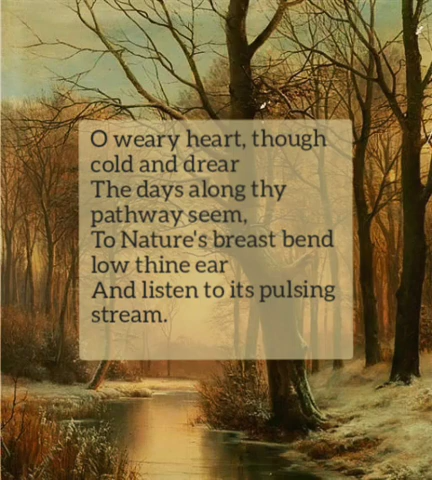 O weary heart, though
cold and drear
The days along thy
pathway seem,
To Nature's breast bend
low thine ear
And listen to its pulsing
stream.